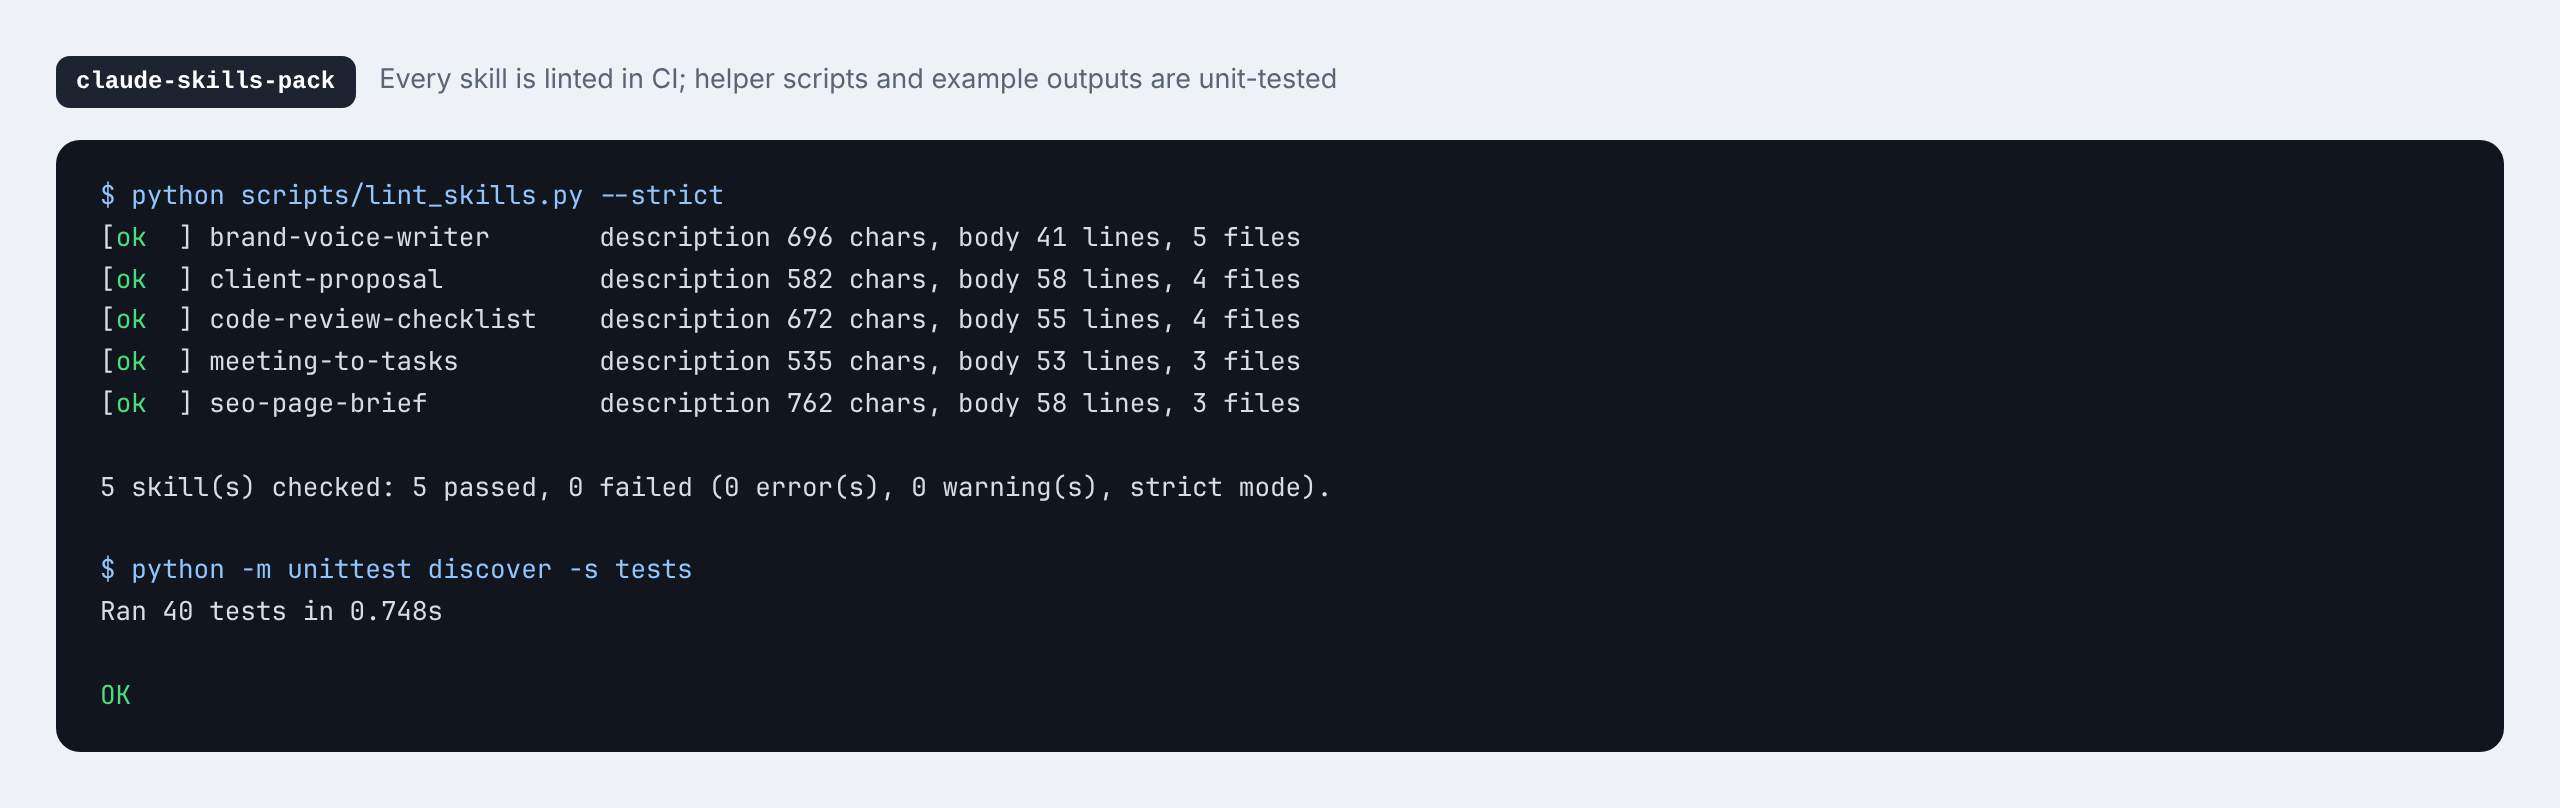 claude-skills-pack Every skill is linted in CI; helper scripts and example outputs are unit-tested
$ python scripts/lint_skills.py --strict
[ok  ] brand-voice-writer       description 696 chars, body 41 lines, 5 files
[ok  ] client-proposal          description 582 chars, body 58 lines, 4 files
[ok  ] code-review-checklist    description 672 chars, body 55 lines, 4 files
[ok  ] meeting-to-tasks         description 535 chars, body 53 lines, 3 files
[ok  ] seo-page-brief           description 762 chars, body 58 lines, 3 files
5 skill(s) checked: 5 passed, 0 failed (0 error(s), 0 warning(s), strict mode).
$ python -m unittest discover -s tests
Ran 40 tests in 0.748s
OK